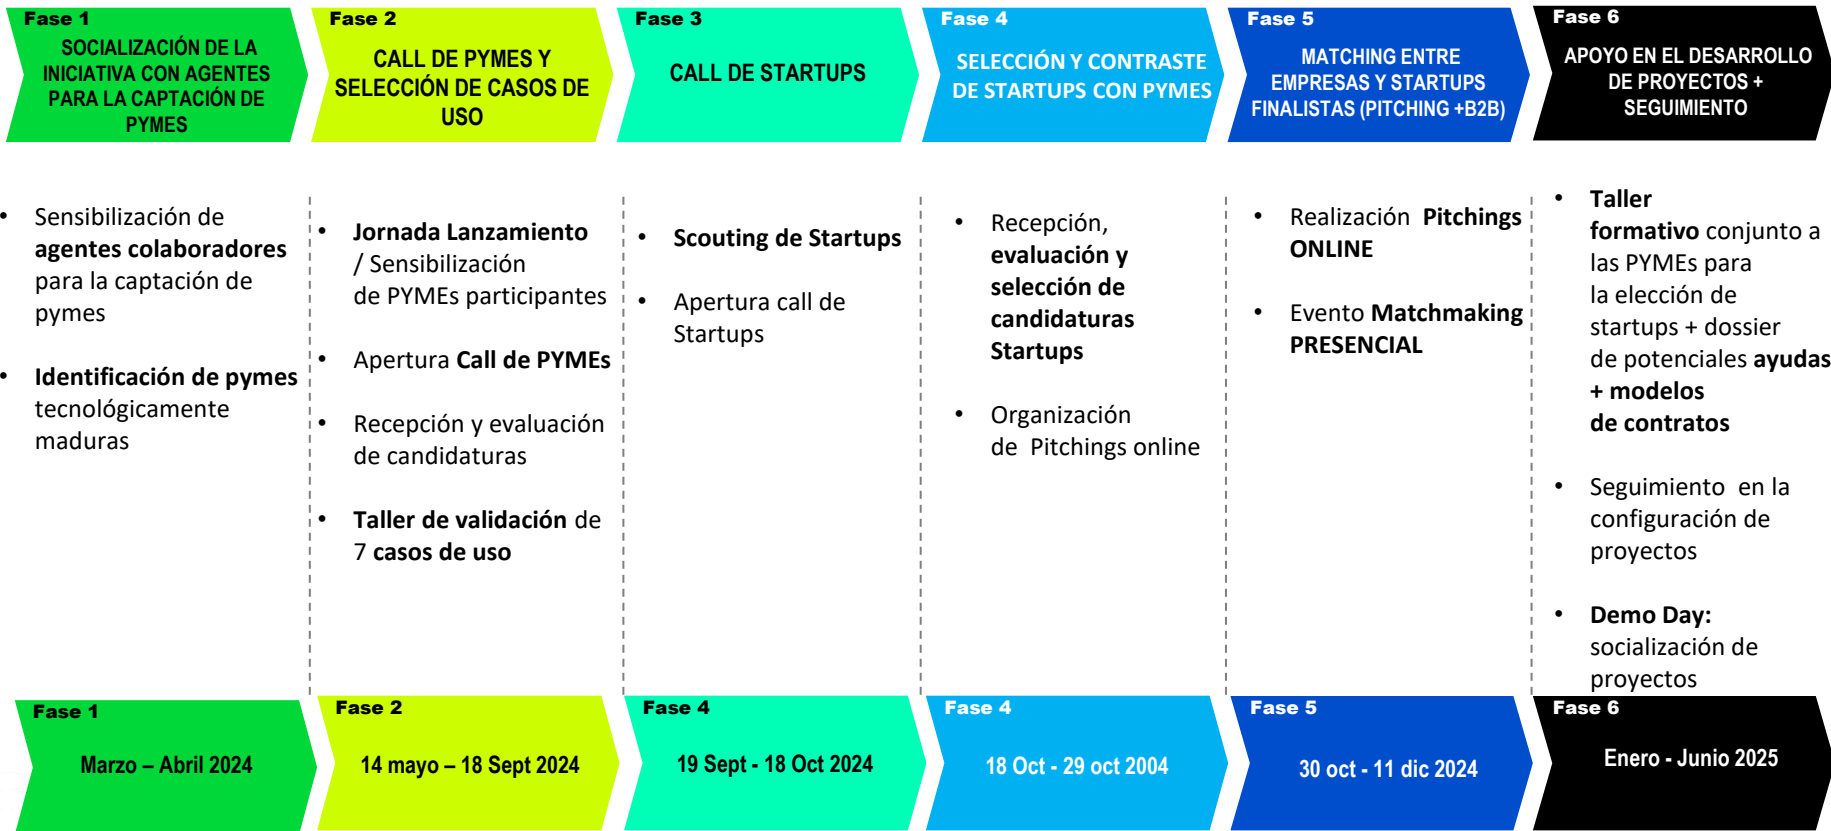 Fase 1
SOCIALIZACIÓN DE LA
INICIATIVA CON AGENTES
PARA LA CAPTACIÓN DE
PYMES
Fase 2
CALL DE PYMES Y
SELECCIÓN DE CASOS DE
USO
Fase 3
CALL DE STARTUPS
Fase 4
SELECCIÓN Y CONTRASTE
DE STARTUPS CON PYMES
Fase 5
MATCHING ENTRE
EMPRESAS Y STARTUPS
FINALISTAS (PITCHING +B2B)
Fase 6
APOYO EN EL DESARROLLO
DE PROYECTOS +
SEGUIMIENTO
• Sensibilización de
agentes colaboradores
para la captación de
pymes
• Identificación de pymes
tecnológicamente
maduras
• Jornada Lanzamiento
/ Sensibilización
de PYMEs participantes
• Apertura Call de PYMEs
• Recepción y evaluación
de candidaturas
• Taller de validación de
7 casos de uso
• Scouting de Startups
• Apertura call de
Startups
• Recepción,
evaluación y
selección de
candidaturas
Startups
• Organización
de Pitchings online
• Realización Pitchings
ONLINE
• Evento Matchmaking
PRESENCIAL
• Taller
formativo conjunto a
las PYMEs para
la elección de
startups + dossier
de potenciales ayudas
+ modelos
de contratos
• Seguimiento en la
configuración de
proyectos
• Demo Day:
socialización de
proyectos
Fase 1
Marzo – Abril 2024
Fase 2
14 mayo – 18 Sept 2024
Fase 4
19 Sept - 18 Oct 2024
Fase 4
18 Oct - 29 oct 2004
Fase 5
30 oct - 11 dic 2024
Fase 6
Enero - Junio 2025